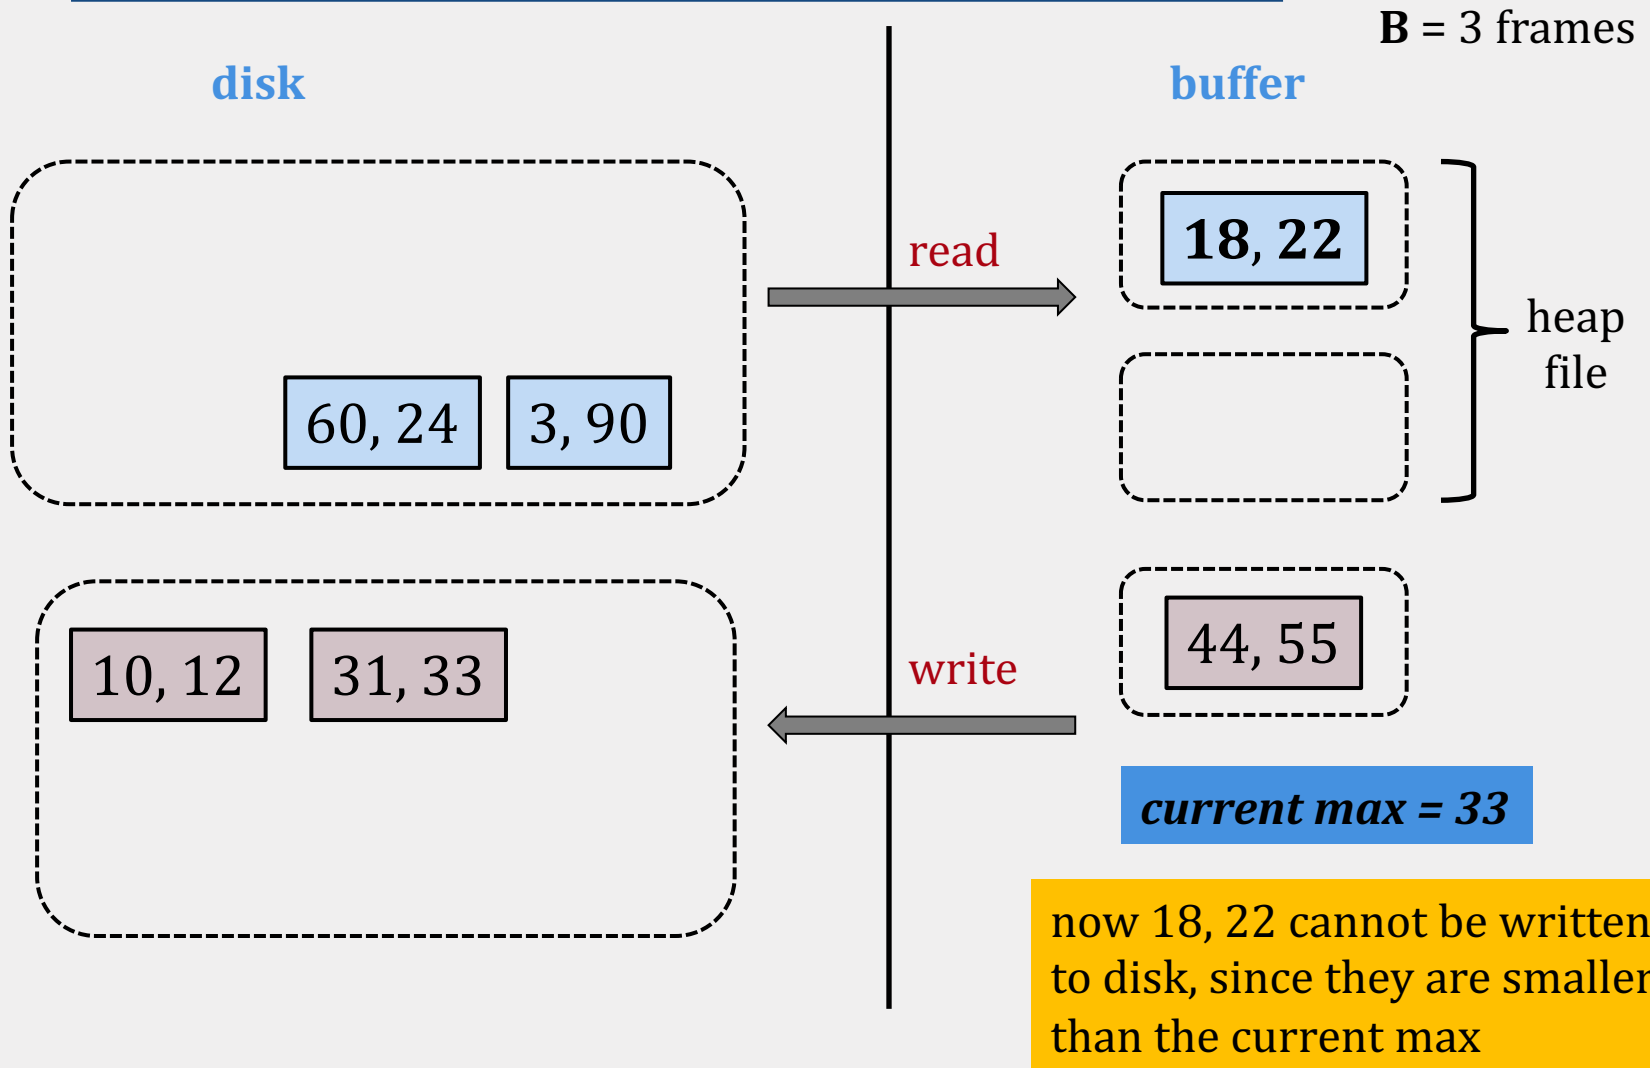 B = 3 frames
disk
buffer
18, 22
read
heap
file
60, 24
3, 90
10, 12
31, 33
write
44, 55
current max = 33
now 18, 22 cannot be written
to disk, since they are smaller
than the current max